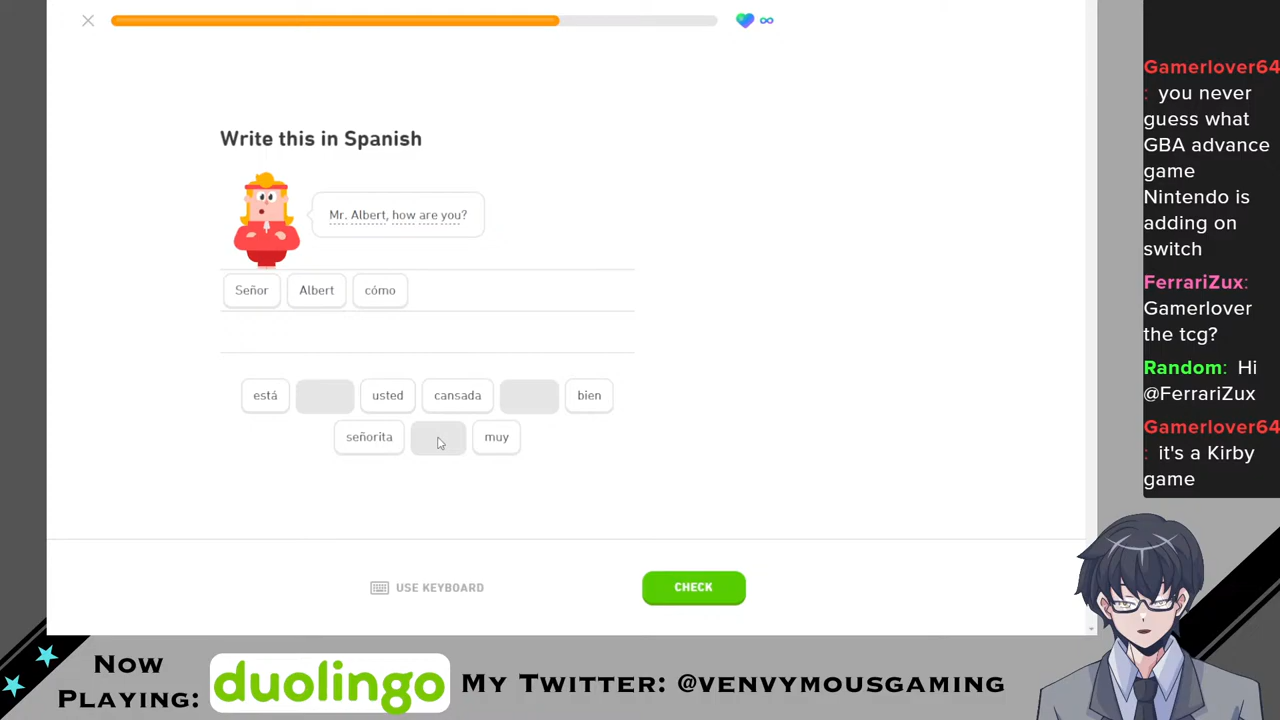 Write this in Spanish
Mr. Albert, how are you?
Señor Albert cómo
está usted cansada bien
señorita muy
USE KEYBOARD
CHECK
Gamerlover64
: you never
guess what
GBA advance
game
Nintendo is
adding on
switch
FerrariZux:
Gamerlover
the tcg?
Random: Hi
@FerrariZux
Gamerlover64
: it's a Kirby
game
Now
Playing:
duolingo
My Twitter: @venvymousgaming